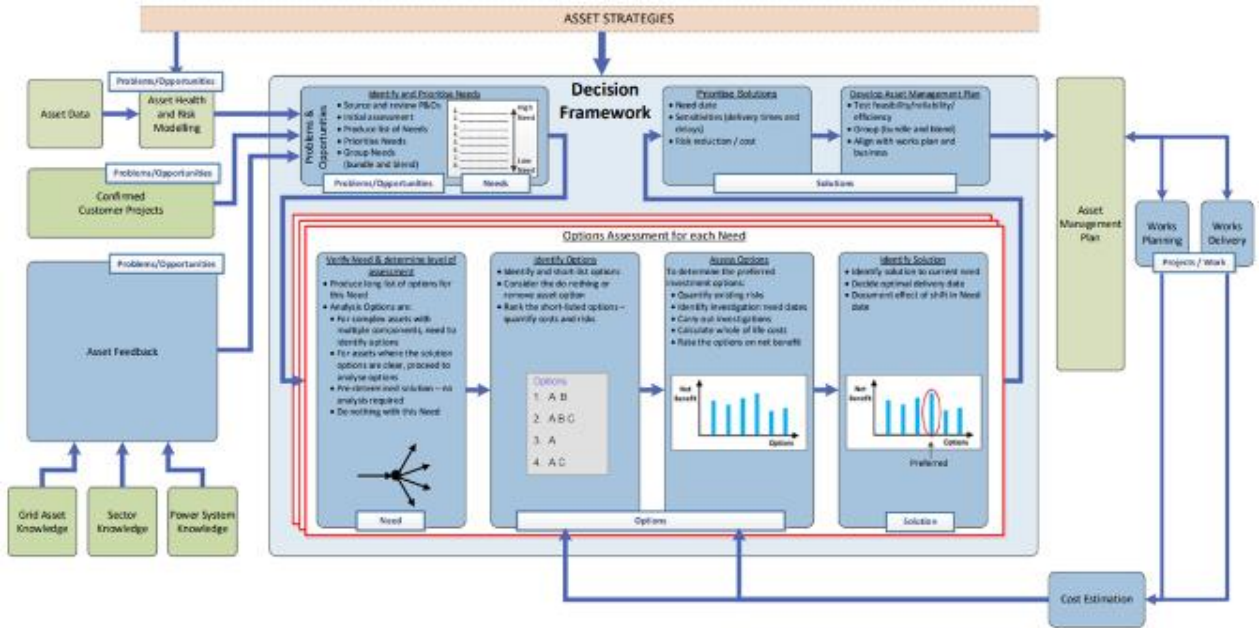 ASSET STRATEGIES
Problems/Opportunities
Asset Data
Asset Health
and Risk
Modelling
Problems/Opportunities
Confirmed
Customer Projects
Problems/Opportunities
Asset Feedback
Grid Asset
Knowledge
Sector
Knowledge
Power System
Knowledge
Decision
Framework
Problems &
Opportunities
Identify and Prioritise Needs
• Source and review P&Os
• Initial assessment
• Produce list of Needs
• Prioritise Needs
• Group Needs
(bundle and blend)
High
Need
Low
Need
Problems/Opportunities
Needs
Prioritise Solutions
• Need date
• Sensitivities (delivery times and
delays)
• Risk reduction / cost
Develop Asset Management Plan
• Test feasibility/reliability/
efficiency
• Group (bundle and blend)
• Align with works plan and
business
Solutions
Options Assessment for each Need
Verify Need & determine level of
assessment
• Produce long list of options for
this Need
• Analysis Options are:
• For complex assets with
multiple components, need to
identify options
• For assets where the solution
options are clear, proceed to
analyse options
• Pre-determined solution – no
analysis required
• Do nothing with this Need
Need
Identify Options
• Identify and short-list options
• Consider the do nothing or
remove asset option
• Rank the short-listed options –
quantify costs and risks
Options
1. A B
2. A B C
3. A
4. A C
Assess Options
To determine the preferred
investment options:
• Quantify existing risks
• Identify investigation need dates
• Carry out investigations
• Calculate whole of life costs
• Rate the options on net benefit
Net
Benefit
Options
Options
Identify Solution
• Identify solution to current need
• Decide optimal delivery date
• Document effect of shift in Need
date
Net
Benefit
Options
Preferred
Solution
Asset
Management
Plan
Works
Planning
Works
Delivery
Projects / Work
Cost Estimation